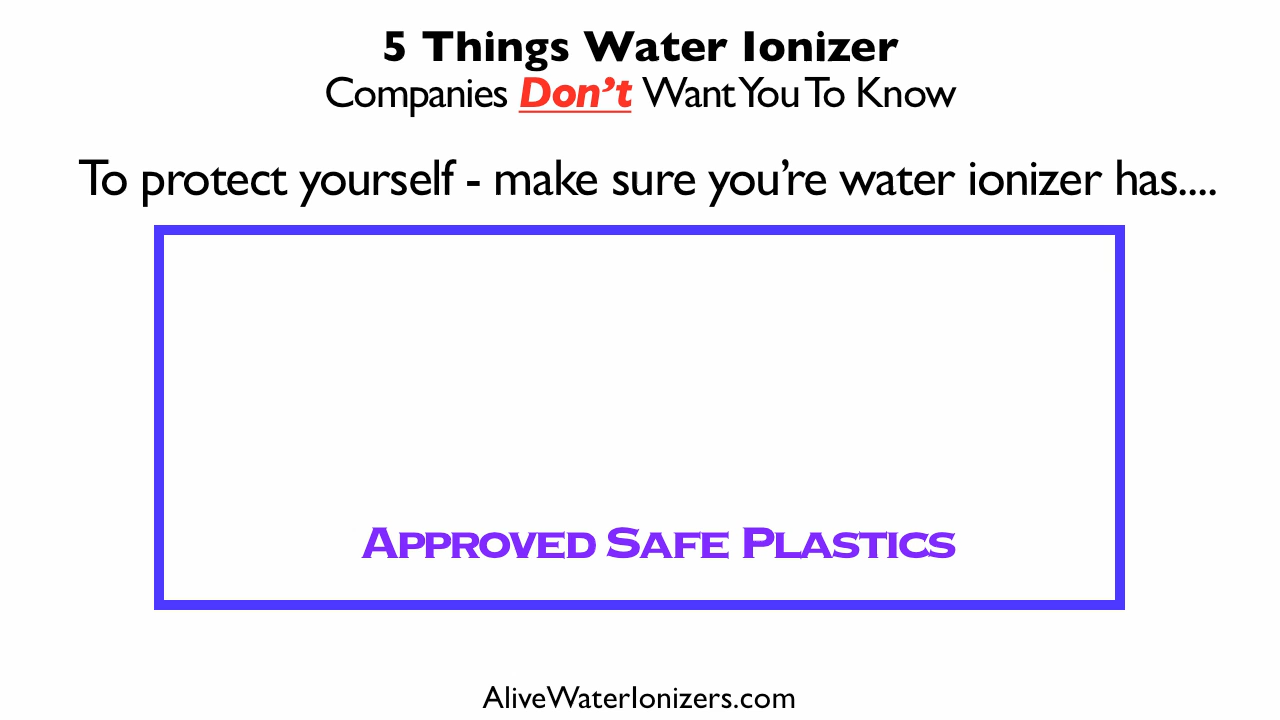 5 Things Water Ionizer
Companies Don't Want You To Know
To protect yourself - make sure you're water ionizer has....
APPROVED SAFE PLASTICS
AliveWaterIonizers.com